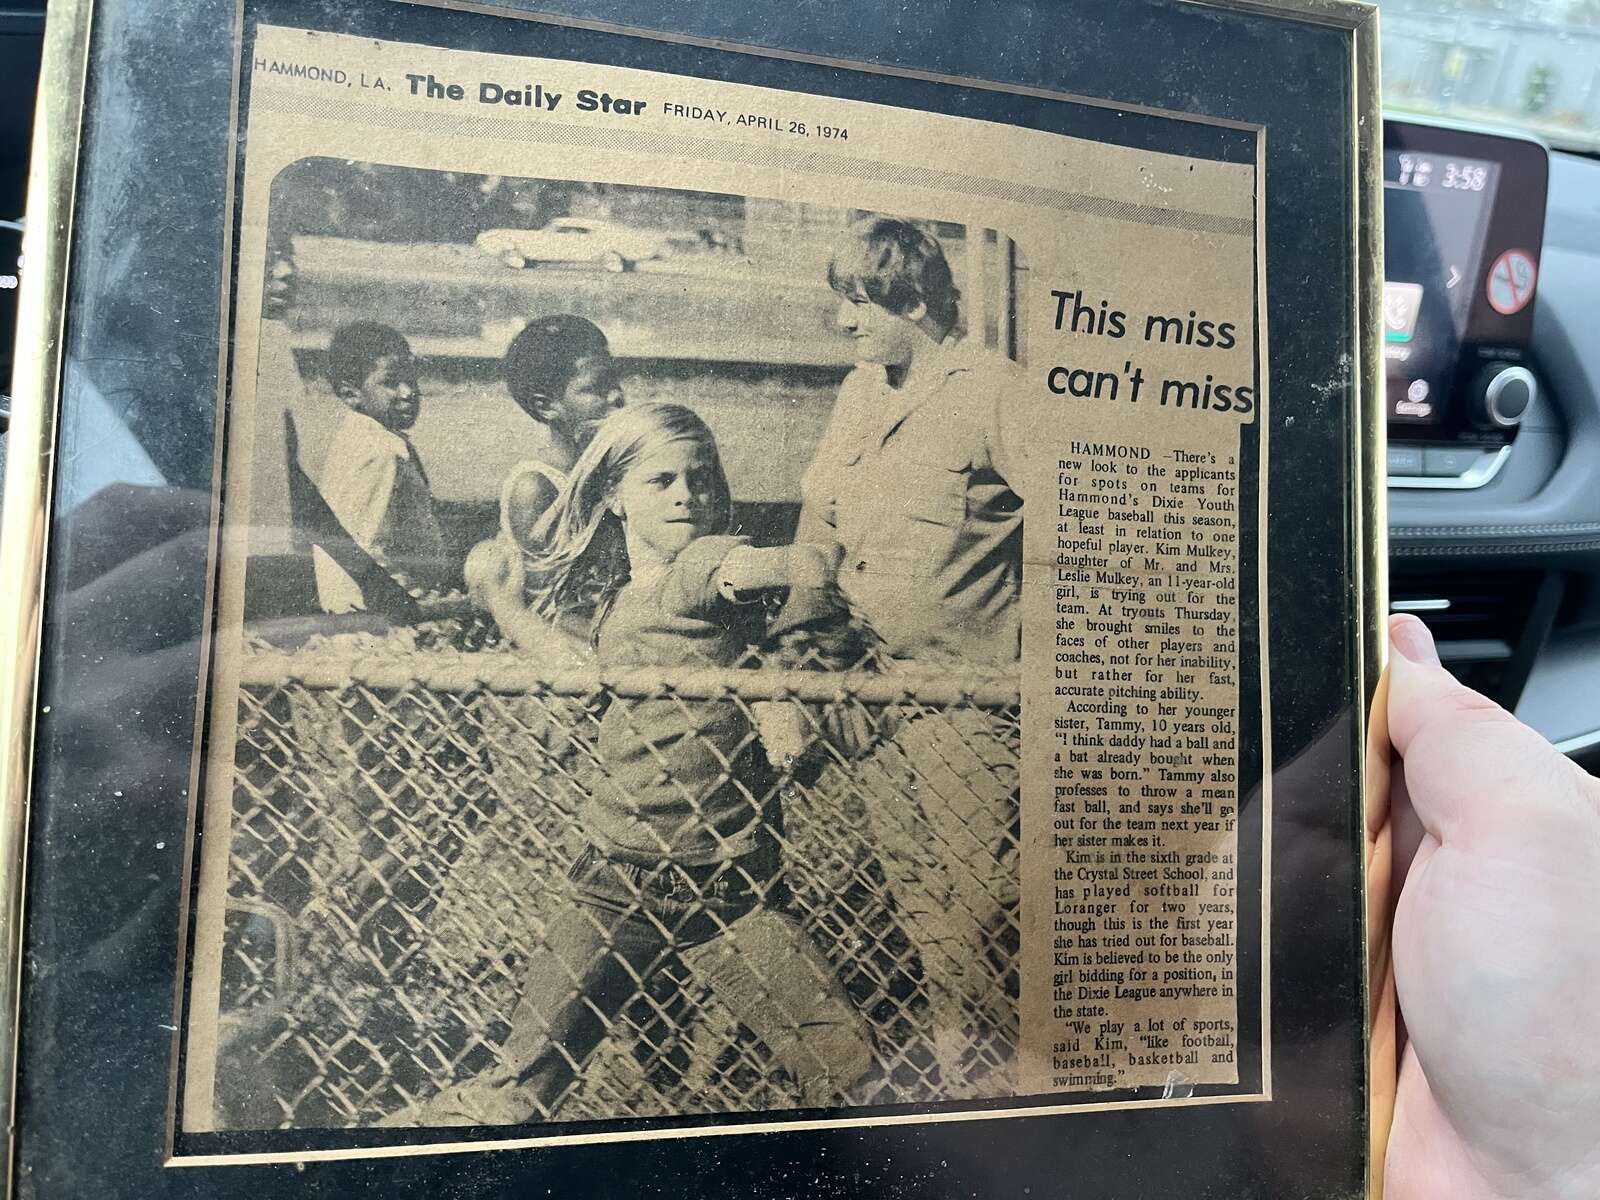 HAMMOND, LA. The Daily Star FRIDAY, APRIL 26, 1974
This miss
can't miss
HAMMOND —There's a
new look to the applicants
for spots on teams for
Hammond's Dixie Youth
League baseball this season,
at least in relation to one
hopeful player. Kim Mulkey,
daughter of Mr. and Mrs.
Leslie Mulkey, an 11-year-old
girl, is trying out for the
team. At tryouts Thursday,
she brought smiles to the
faces of other players and
coaches, not for her inability,
but rather for her fast,
accurate pitching ability.
According to her younger
sister, Tammy, 10 years old,
"I think daddy had a ball and
a bat already bought when
she was born." Tammy also
professes to throw a mean
fast ball, and says she'll go
out for the team next year if
her sister makes it.
Kim is in the sixth grade at
the Crystal Street School, and
has played softball for
Loranger for two years,
though this is the first year
she has tried out for baseball.
Kim is believed to be the only
girl bidding for a position, in
the Dixie League anywhere in
the state.
"We play a lot of sports,
said Kim, "like football,
baseball, basketball and
swimming."
3:58